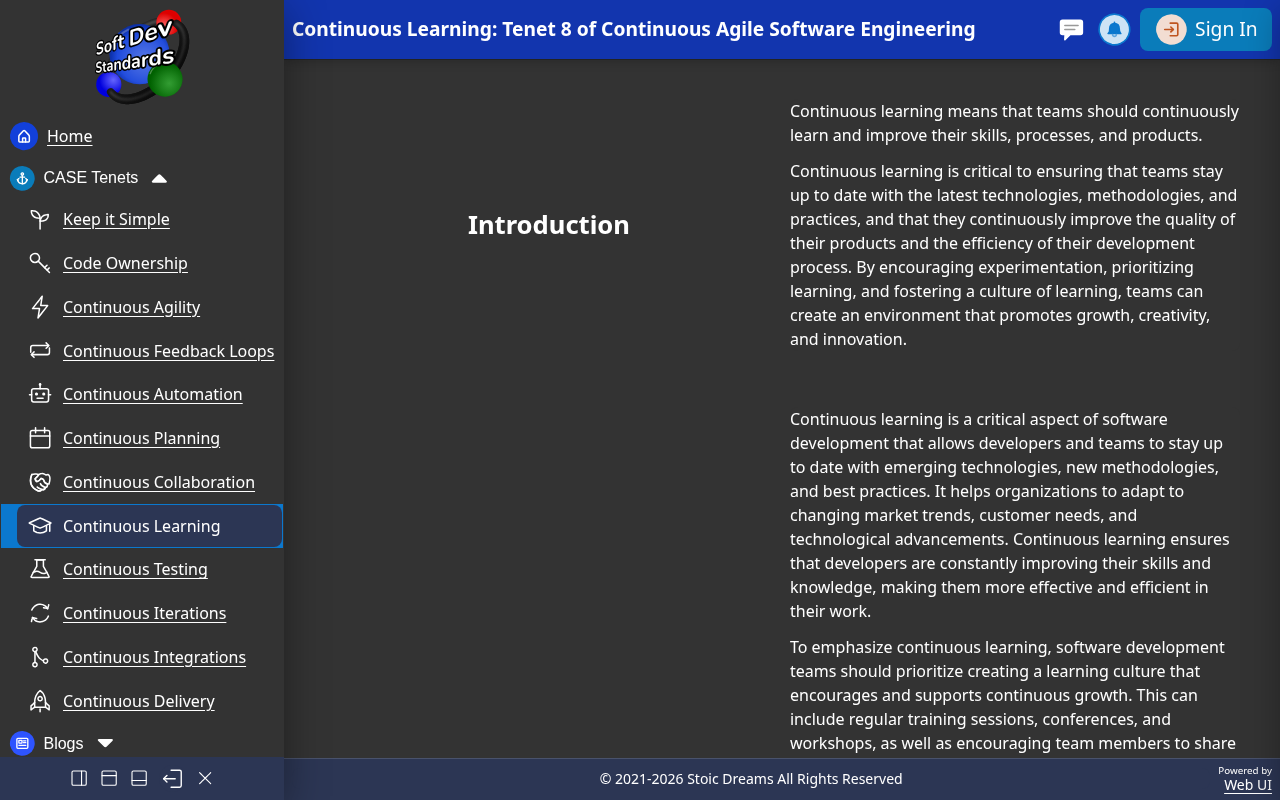 Soft Dev
Standards
Home
CASE Tenets
Keep it Simple
Code Ownership
Continuous Agility
Continuous Feedback Loops
Continuous Automation
Continuous Planning
Continuous Collaboration
Continuous Learning
Continuous Testing
Continuous Iterations
Continuous Integrations
Continuous Delivery
Blogs
Continuous Learning: Tenet 8 of Continuous Agile Software Engineering
Sign In
Introduction
Continuous learning means that teams should continuously
learn and improve their skills, processes, and products.
Continuous learning is critical to ensuring that teams stay
up to date with the latest technologies, methodologies, and
practices, and that they continuously improve the quality of
their products and the efficiency of their development
process. By encouraging experimentation, prioritizing
learning, and fostering a culture of learning, teams can
create an environment that promotes growth, creativity,
and innovation.
Continuous learning is a critical aspect of software
development that allows developers and teams to stay up
to date with emerging technologies, new methodologies,
and best practices. It helps organizations to adapt to
changing market trends, customer needs, and
technological advancements. Continuous learning ensures
that developers are constantly improving their skills and
knowledge, making them more effective and efficient in
their work.
To emphasize continuous learning, software development
teams should prioritize creating a learning culture that
encourages and supports continuous growth. This can
include regular training sessions, conferences, and
workshops, as well as encouraging team members to share
© 2021-2026 Stoic Dreams All Rights Reserved
Powered by
Web UI